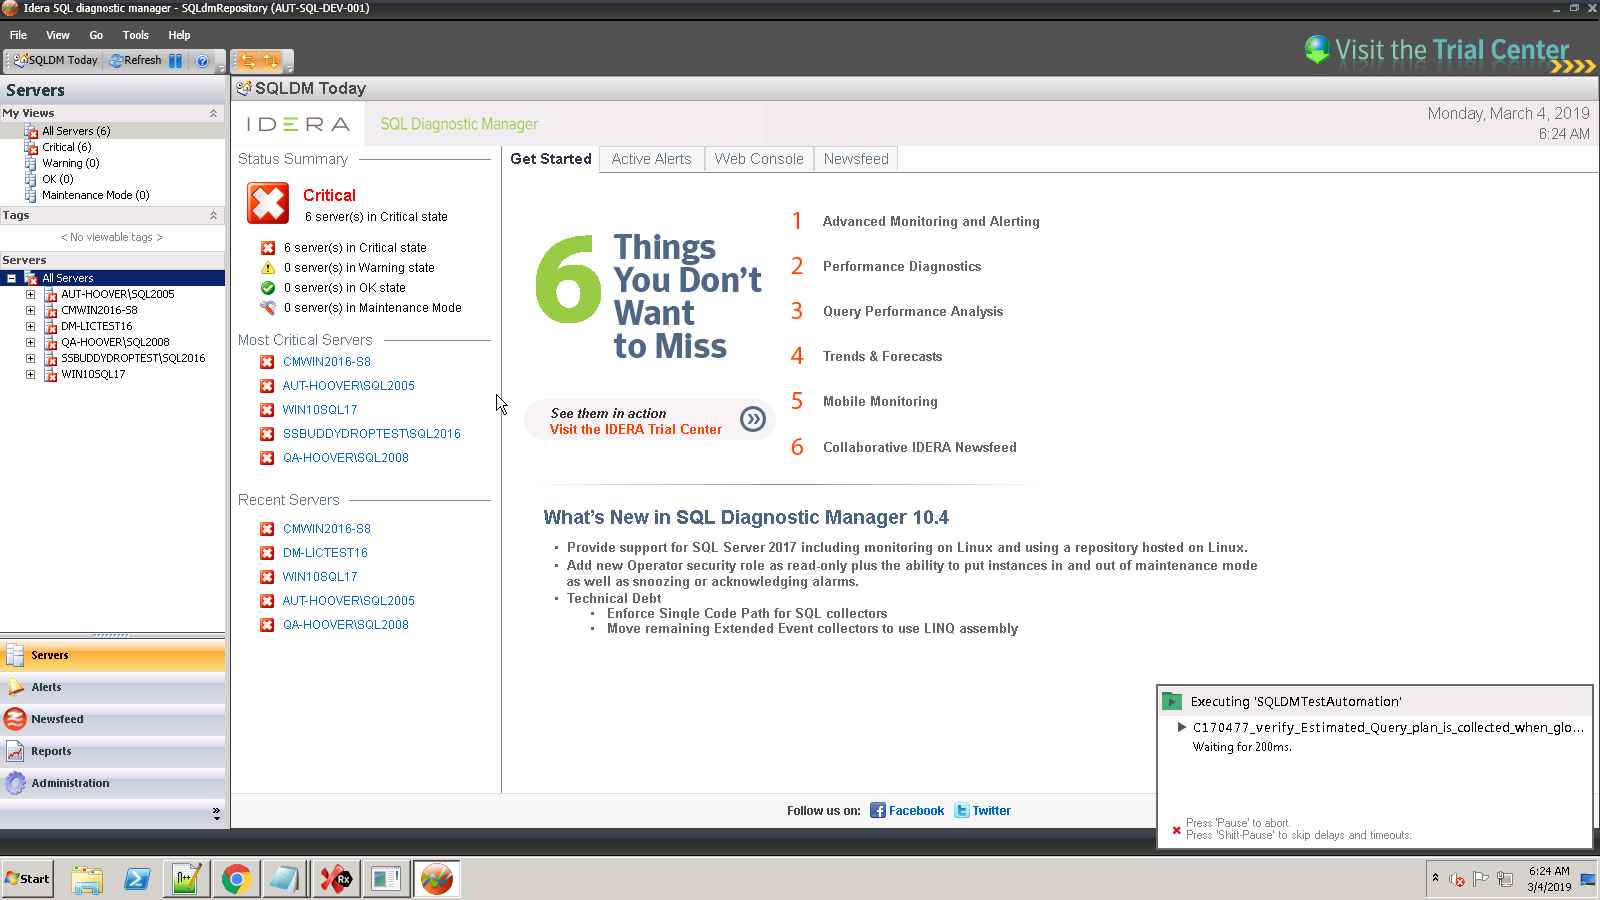 Idera SQL diagnostic manager - SQLdmRepository (AUT-SQL-DEV-001)
File View Go Tools Help
Visit the Trial Center
SQLDM Today Refresh
Servers
My Views
All Servers (6)
Critical (6)
Warning (0)
OK (0)
Maintenance Mode (0)
Tags
< No viewable tags >
Servers
All Servers
AUT-HOOVER\SQL2005
CMWIN2016-S8
DM-LICTEST16
QA-HOOVER\SQL2008
SSBUDDYDROPTEST\SQL2016
WIN10SQL17
Servers
Alerts
Newsfeed
Reports
Administration
SQLDM Today
IDERA SQL Diagnostic Manager
Monday, March 4, 2019
6:24 AM
Status Summary
Critical
6 server(s) in Critical state
6 server(s) in Critical state
0 server(s) in Warning state
0 server(s) in OK state
0 server(s) in Maintenance Mode
Most Critical Servers
CMWIN2016-S8
AUT-HOOVER\SQL2005
WIN10SQL17
SSBUDDYDROPTEST\SQL2016
QA-HOOVER\SQL2008
Recent Servers
CMWIN2016-S8
DM-LICTEST16
WIN10SQL17
AUT-HOOVER\SQL2005
QA-HOOVER\SQL2008
Get Started Active Alerts Web Console Newsfeed
6 Things
You Don't
Want
to Miss
See them in action
Visit the IDERA Trial Center
1 Advanced Monitoring and Alerting
2 Performance Diagnostics
3 Query Performance Analysis
4 Trends & Forecasts
5 Mobile Monitoring
6 Collaborative IDERA Newsfeed
What's New in SQL Diagnostic Manager 10.4
• Provide support for SQL Server 2017 including monitoring on Linux and using a repository hosted on Linux.
• Add new Operator security role as read-only plus the ability to put instances in and out of maintenance mode
as well as snoozing or acknowledging alarms.
• Technical Debt
• Enforce Single Code Path for SQL collectors
• Move remaining Extended Event collectors to use LINQ assembly
Follow us on: Facebook Twitter
Executing 'SQLDMTestAutomation'
C170477_verify_Estimated_Query_plan_is_collected_when_glo...
Waiting for 200ms.
Press 'Pause' to abort.
Press 'Shift-Pause' to skip delays and timeouts.
Start
n++
Rx
6:24 AM
3/4/2019